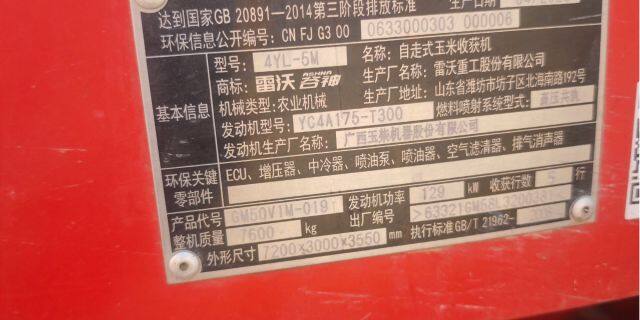 达到国家GB 20891-2014第三阶段排放标准 生产日期
环保信息公开编号: CN FJ G3 00 0633000303 000006
型号: 4YL-5M 名称: 自走式玉米收获机
商标: 雷沃谷神 生产厂名称: 雷沃重工股份有限公司
基本信息 机械类型: 农业机械 生产厂地址: 山东省潍坊市坊子区北海南路192号
发动机型号: YC4A175-T300 燃料喷射系统型式: 高压共轨
发动机生产厂名称: 广西玉柴机器股份有限公司
环保关键零部件 ECU、增压器、中冷器、喷油泵、喷油器、空气滤清器、排气消声器
产品代号 GM50V1M-019 发动机功率 129 kW 收获行数 5 行
整机质量 7600 kg 出厂编号
外形尺寸 7200×3000×3550 mm 执行标准GB/T 21962-